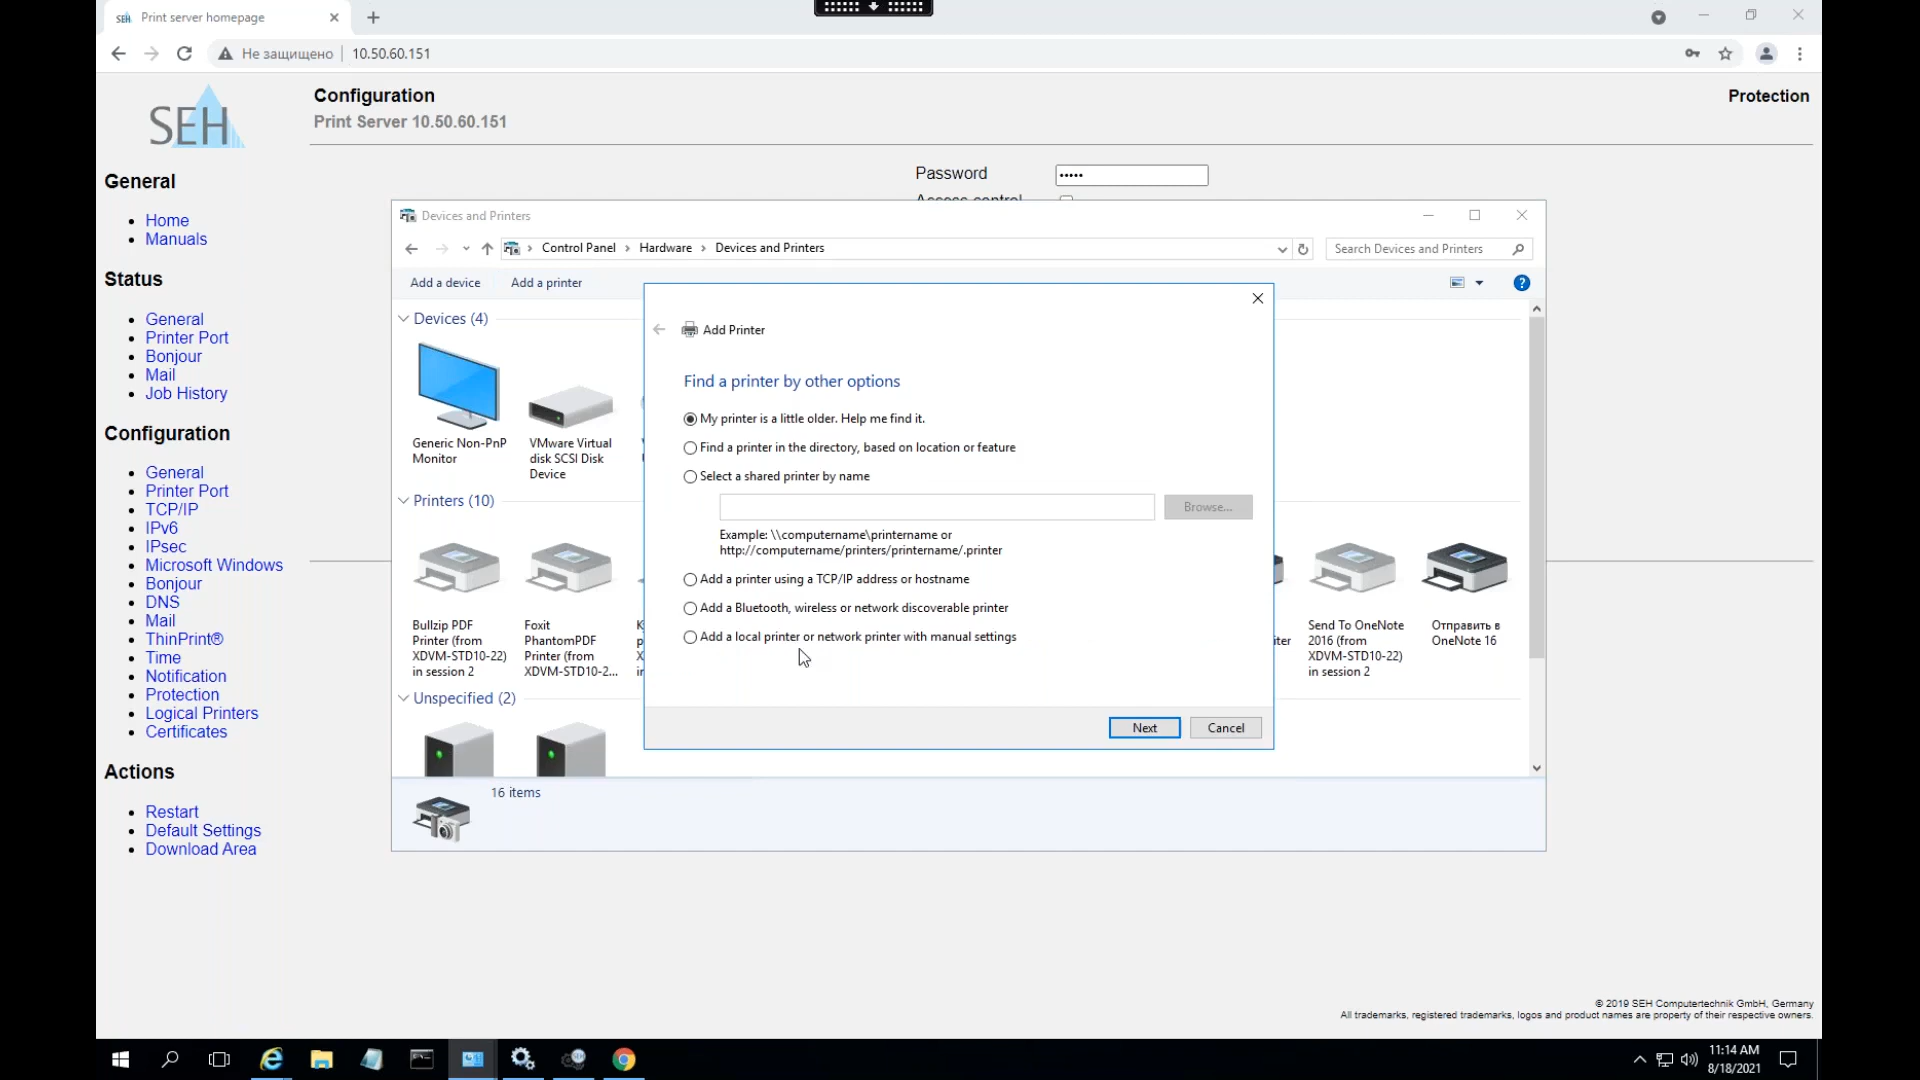 Print server homepage
Не защищено
10.50.60.151
SEH
Configuration
Print Server 10.50.60.151
Protection
General
Home
Manuals
Status
General
Printer Port
Bonjour
Mail
Job History
Configuration
General
Printer Port
TCP/IP
IPv6
IPsec
Microsoft Windows
Bonjour
DNS
Mail
ThinPrint®
Time
Notification
Protection
Logical Printers
Certificates
Actions
Restart
Default Settings
Download Area
Password
•••••
Access control
Devices and Printers
Control Panel
Hardware
Devices and Printers
Search Devices and Printers
Add a device
Add a printer
Devices (4)
Generic Non-PnP
Monitor
VMware Virtual
disk SCSI Disk
Device
Printers (10)
Bullzip PDF
Printer (from
XDVM-STD10-22)
in session 2
Foxit
PhantomPDF
Printer (from
XDVM-STD10-2...
Send To OneNote
2016 (from
XDVM-STD10-22)
in session 2
Отправить в
OneNote 16
Unspecified (2)
16 items
Add Printer
Find a printer by other options
My printer is a little older. Help me find it.
Find a printer in the directory, based on location or feature
Select a shared printer by name
Browse...
Example: \\computername\printername or
http://computername/printers/printername/.printer
Add a printer using a TCP/IP address or hostname
Add a Bluetooth, wireless or network discoverable printer
Add a local printer or network printer with manual settings
Next
Cancel
© 2019 SEH Computertechnik GmbH, Germany
All trademarks, registered trademarks, logos and product names are property of their respective owners.
11:14 AM
8/18/2021